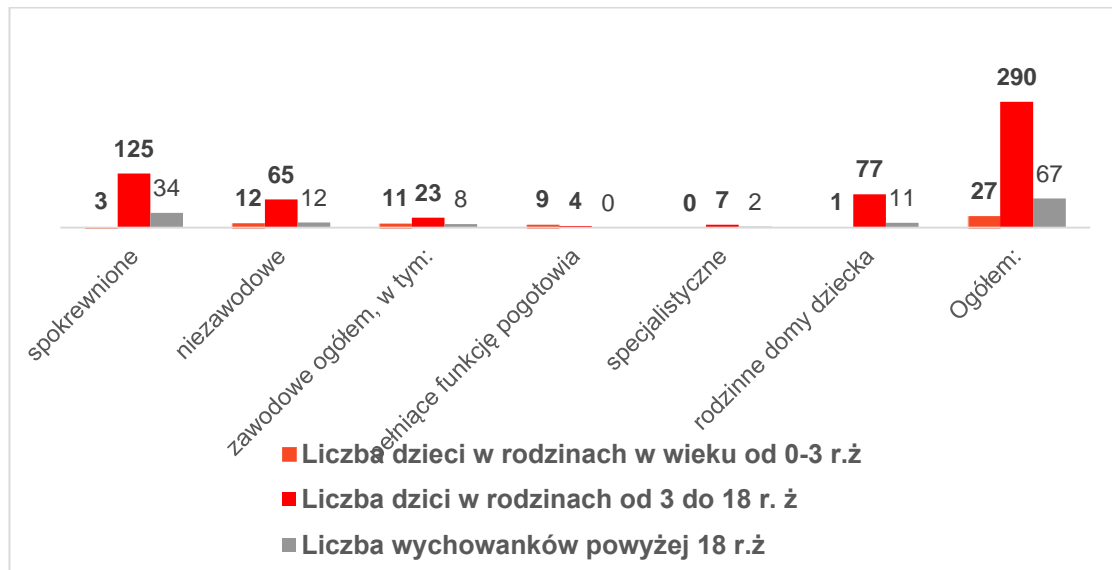 290
125
77
65
67
34
12
12
11
23
8
9
4
0
0
7
2
1
11
27
3
spokrewnione
niezawodowe
zawodowe ogółem, w tym:
ełniące funkcję pogotowia
specjalistyczne
rodzinne domy dziecka
Ogółem:
Liczba dzieci w rodzinach w wieku od 0-3 r.ż
Liczba dzici w rodzinach od 3 do 18 r. ż
Liczba wychowanków powyżej 18 r.ż